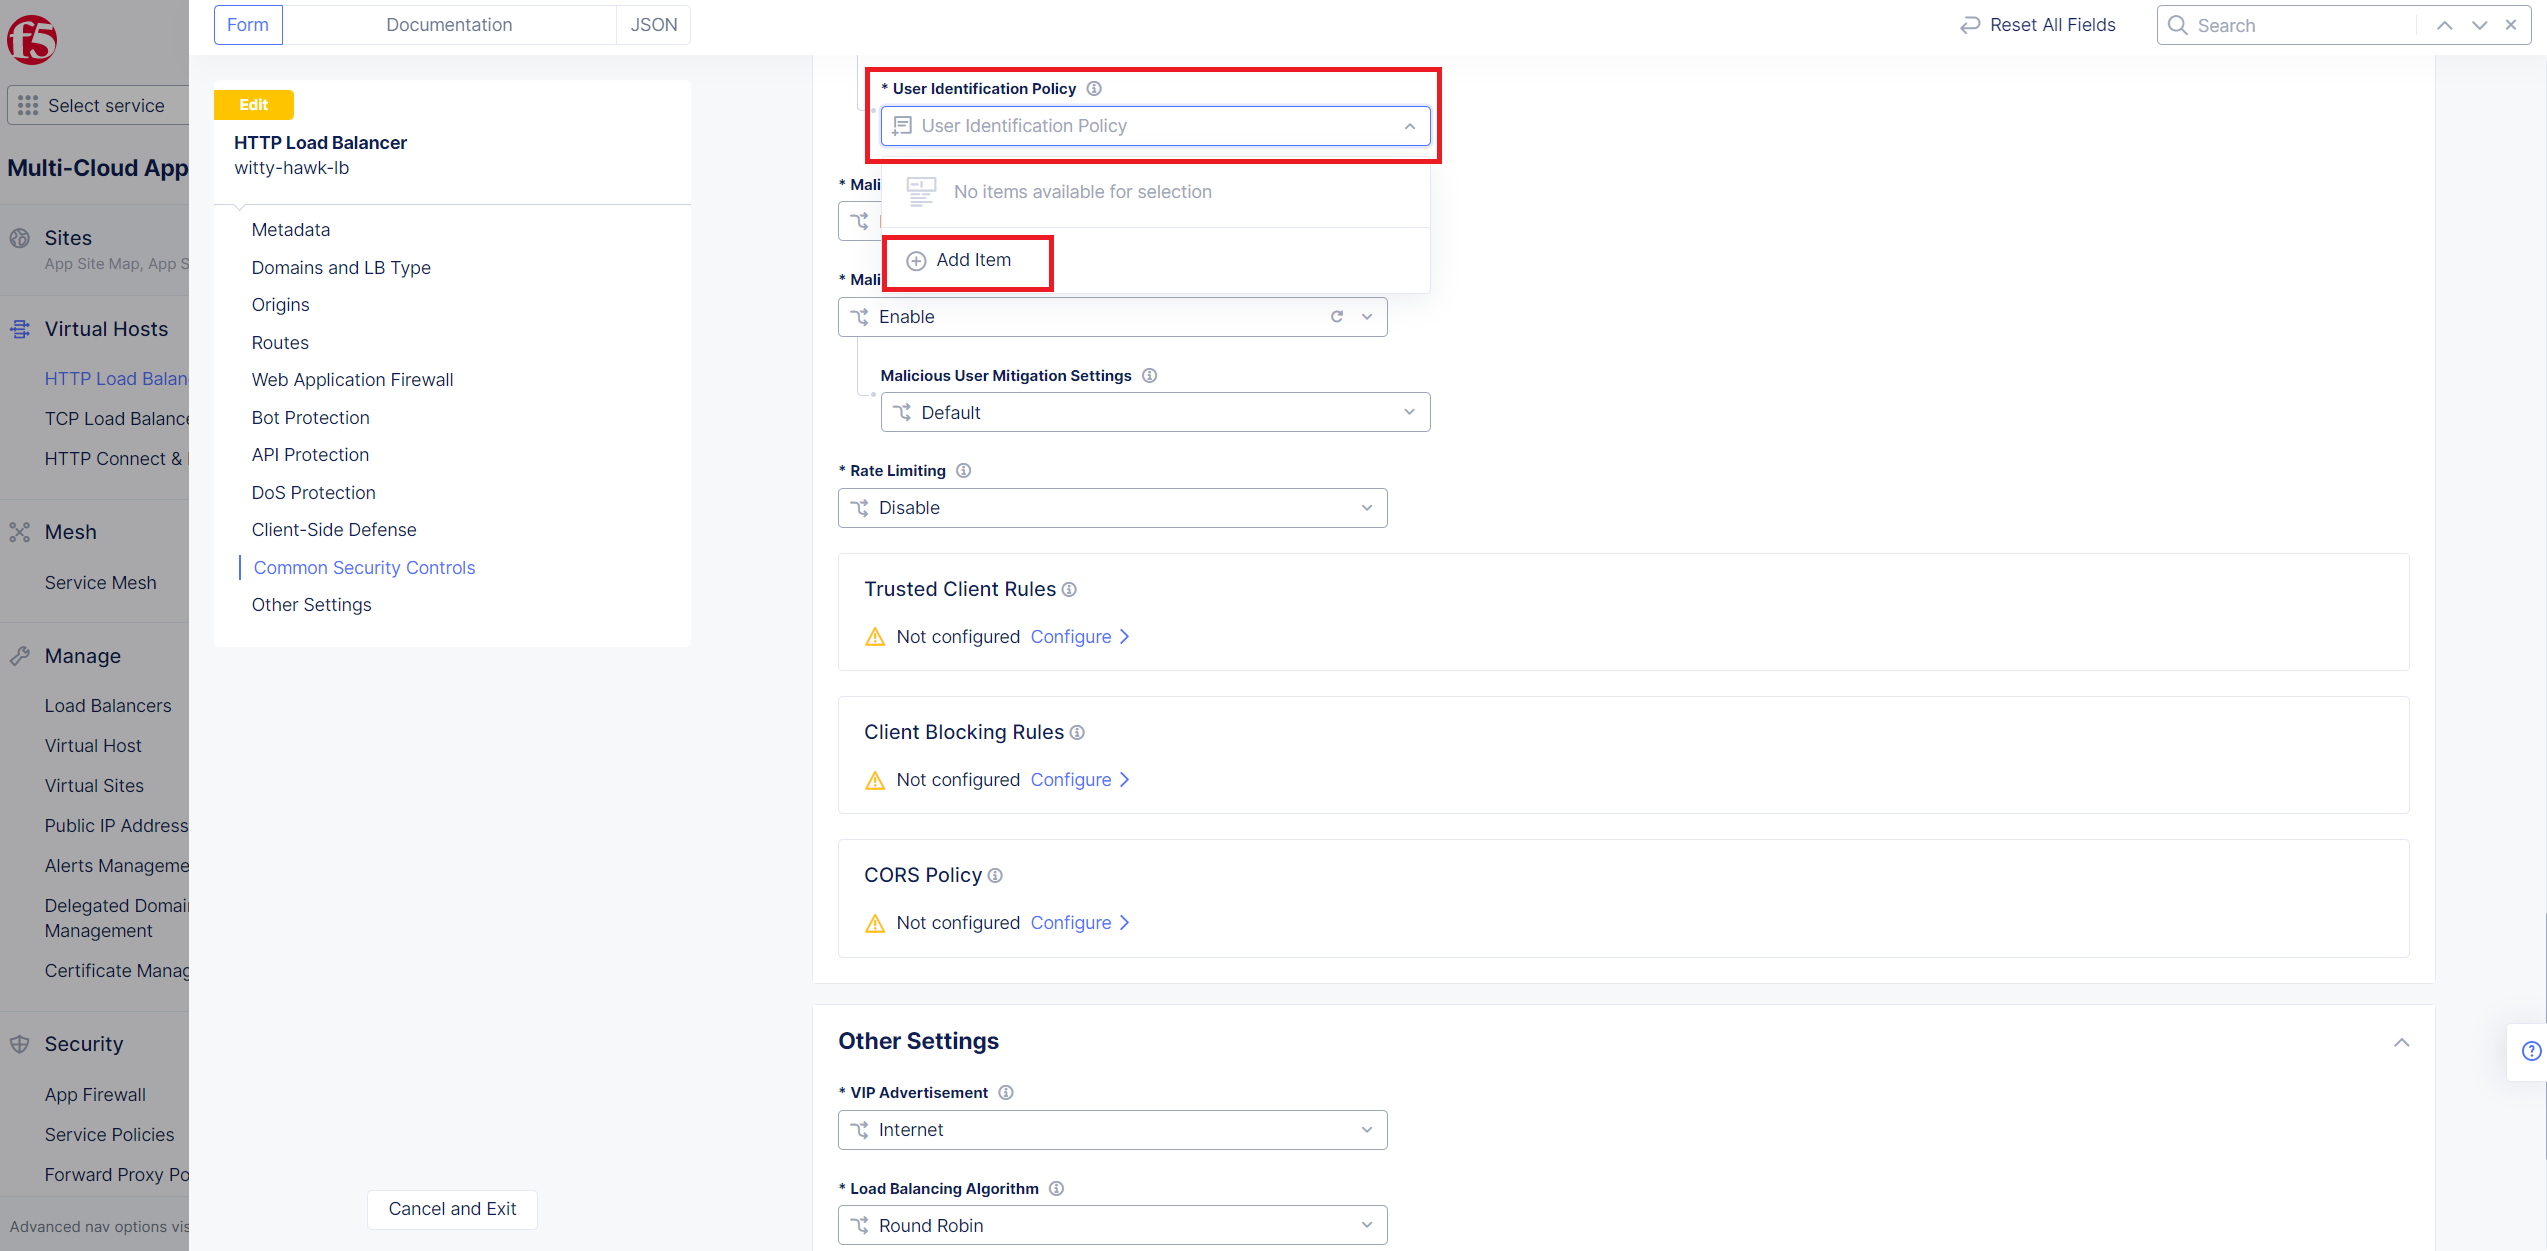 f5
Select service
Multi-Cloud App
Sites
App Site Map, App S
Virtual Hosts
HTTP Load Balan
TCP Load Balance
HTTP Connect &
Mesh
Service Mesh
Manage
Load Balancers
Virtual Host
Virtual Sites
Public IP Address
Alerts Manageme
Delegated Domai
Management
Certificate Manag
Security
App Firewall
Service Policies
Forward Proxy Po
Advanced nav options vis
Form
Documentation
JSON
Reset All Fields
Search
Edit
HTTP Load Balancer
witty-hawk-lb
Metadata
Domains and LB Type
Origins
Routes
Web Application Firewall
Bot Protection
API Protection
DoS Protection
Client-Side Defense
Common Security Controls
Other Settings
Cancel and Exit
* User Identification Policy
User Identification Policy
No items available for selection
Add Item
* Mali
* Mali
Enable
Malicious User Mitigation Settings
Default
* Rate Limiting
Disable
Trusted Client Rules
Not configured Configure
Client Blocking Rules
Not configured Configure
CORS Policy
Not configured Configure
Other Settings
* VIP Advertisement
Internet
* Load Balancing Algorithm
Round Robin